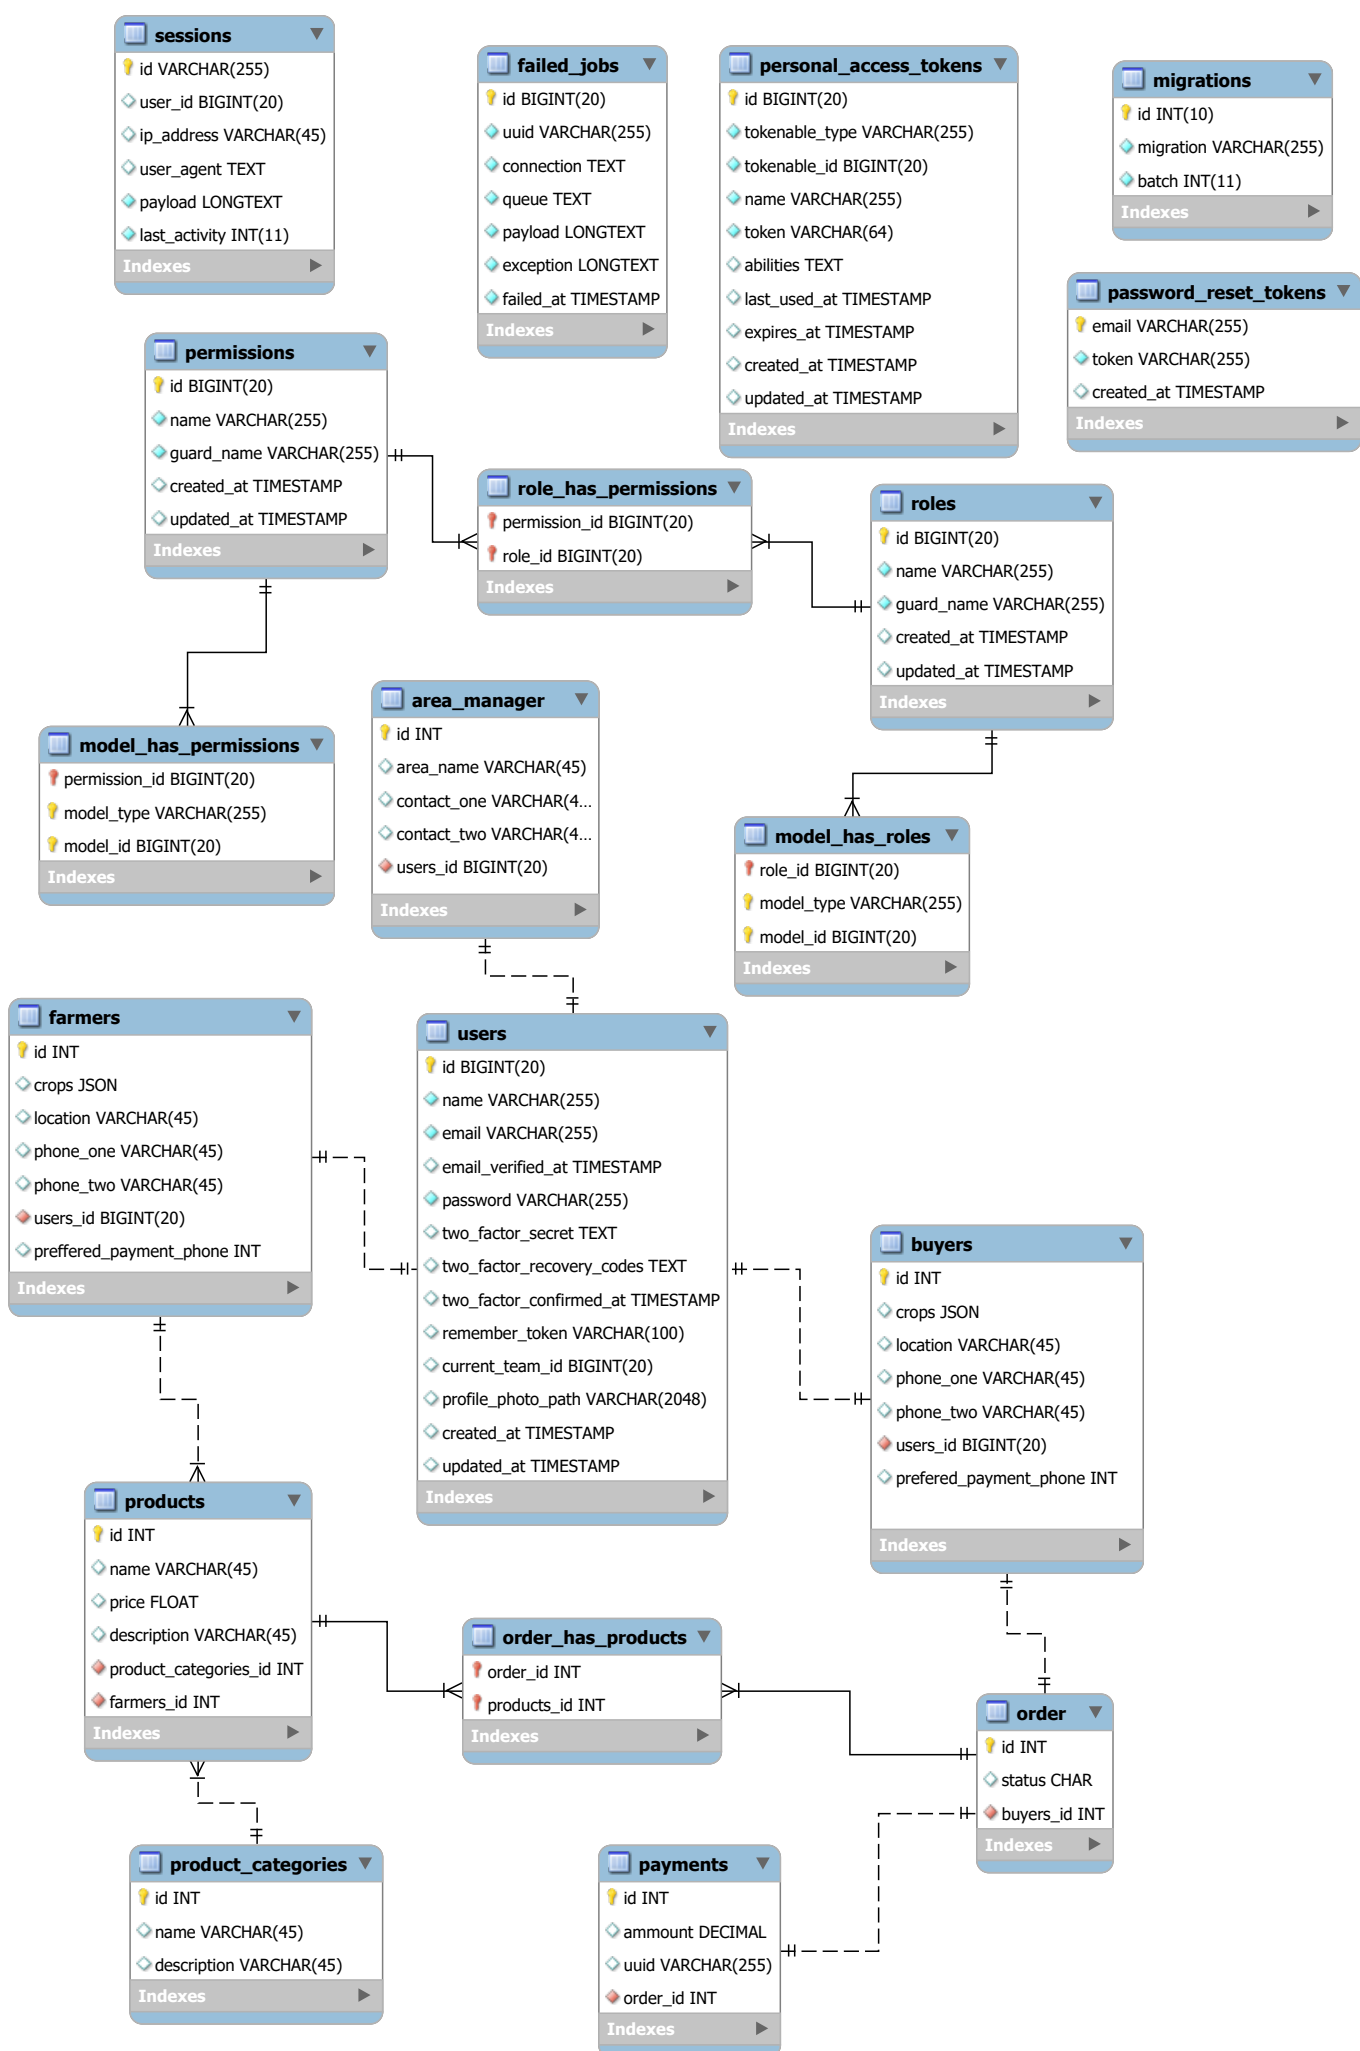 sessions
id VARCHAR(255)
user_id BIGINT(20)
ip_address VARCHAR(45)
user_agent TEXT
payload LONGTEXT
last_activity INT(11)
Indexes
failed_jobs
id BIGINT(20)
uuid VARCHAR(255)
connection TEXT
queue TEXT
payload LONGTEXT
exception LONGTEXT
failed_at TIMESTAMP
Indexes
personal_access_tokens
id BIGINT(20)
tokenable_type VARCHAR(255)
tokenable_id BIGINT(20)
name VARCHAR(255)
token VARCHAR(64)
abilities TEXT
last_used_at TIMESTAMP
expires_at TIMESTAMP
created_at TIMESTAMP
updated_at TIMESTAMP
Indexes
migrations
id INT(10)
migration VARCHAR(255)
batch INT(11)
Indexes
password_reset_tokens
email VARCHAR(255)
token VARCHAR(255)
created_at TIMESTAMP
Indexes
permissions
id BIGINT(20)
name VARCHAR(255)
guard_name VARCHAR(255)
created_at TIMESTAMP
updated_at TIMESTAMP
Indexes
role_has_permissions
permission_id BIGINT(20)
role_id BIGINT(20)
Indexes
roles
id BIGINT(20)
name VARCHAR(255)
guard_name VARCHAR(255)
created_at TIMESTAMP
updated_at TIMESTAMP
Indexes
model_has_permissions
permission_id BIGINT(20)
model_type VARCHAR(255)
model_id BIGINT(20)
Indexes
area_manager
id INT
area_name VARCHAR(45)
contact_one VARCHAR(4...
contact_two VARCHAR(4...
users_id BIGINT(20)
Indexes
model_has_roles
role_id BIGINT(20)
model_type VARCHAR(255)
model_id BIGINT(20)
Indexes
farmers
id INT
crops JSON
location VARCHAR(45)
phone_one VARCHAR(45)
phone_two VARCHAR(45)
users_id BIGINT(20)
preffered_payment_phone INT
Indexes
users
id BIGINT(20)
name VARCHAR(255)
email VARCHAR(255)
email_verified_at TIMESTAMP
password VARCHAR(255)
two_factor_secret TEXT
two_factor_recovery_codes TEXT
two_factor_confirmed_at TIMESTAMP
remember_token VARCHAR(100)
current_team_id BIGINT(20)
profile_photo_path VARCHAR(2048)
created_at TIMESTAMP
updated_at TIMESTAMP
Indexes
buyers
id INT
crops JSON
location VARCHAR(45)
phone_one VARCHAR(45)
phone_two VARCHAR(45)
users_id BIGINT(20)
prefered_payment_phone INT
Indexes
products
id INT
name VARCHAR(45)
price FLOAT
description VARCHAR(45)
product_categories_id INT
farmers_id INT
Indexes
order_has_products
order_id INT
products_id INT
Indexes
order
id INT
status CHAR
buyers_id INT
Indexes
product_categories
id INT
name VARCHAR(45)
description VARCHAR(45)
Indexes
payments
id INT
ammount DECIMAL
uuid VARCHAR(255)
order_id INT
Indexes